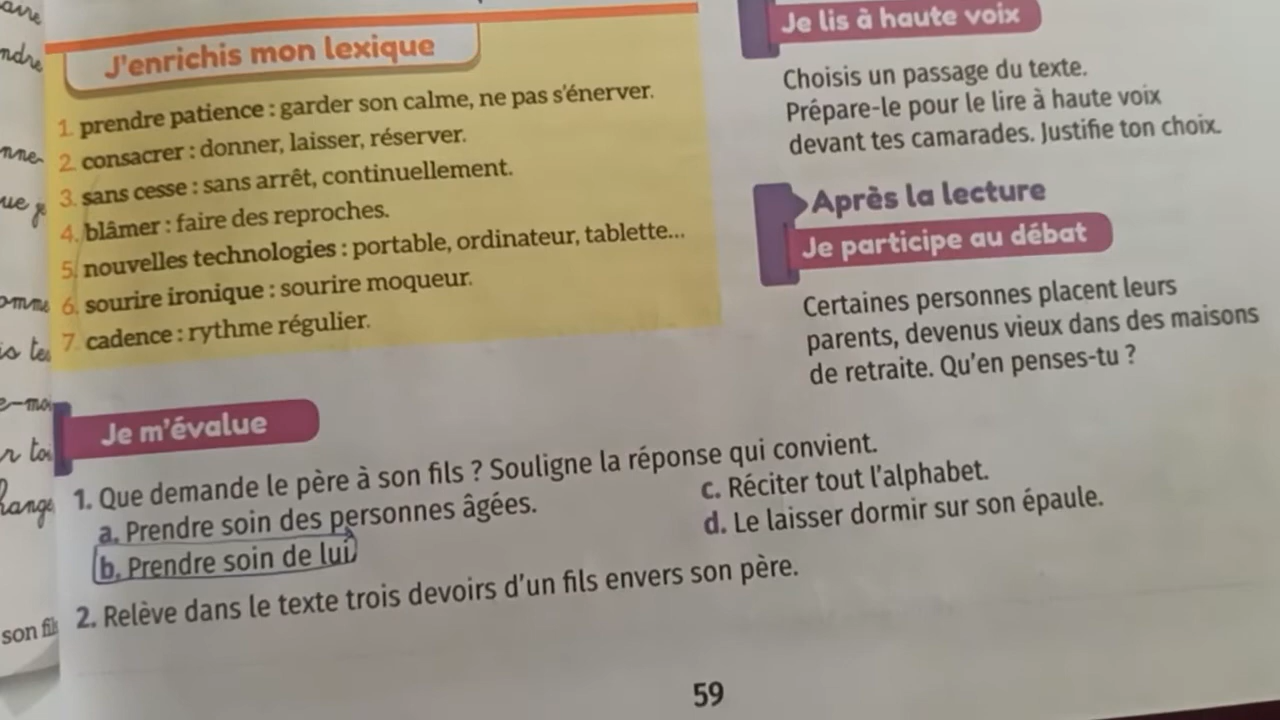 J'enrichis mon lexique
1. prendre patience : garder son calme, ne pas s'énerver.
2. consacrer : donner, laisser, réserver.
3. sans cesse : sans arrêt, continuellement.
4. blâmer : faire des reproches.
5. nouvelles technologies : portable, ordinateur, tablette...
6. sourire ironique : sourire moqueur.
7. cadence : rythme régulier.
Je lis à haute voix
Choisis un passage du texte.
Prépare-le pour le lire à haute voix
devant tes camarades. Justifie ton choix.
Après la lecture
Je participe au débat
Certaines personnes placent leurs
parents, devenus vieux dans des maisons
de retraite. Qu'en penses-tu ?
Je m'évalue
1. Que demande le père à son fils ? Souligne la réponse qui convient.
a. Prendre soin des personnes âgées.
b. Prendre soin de lui.
c. Réciter tout l'alphabet.
d. Le laisser dormir sur son épaule.
2. Relève dans le texte trois devoirs d'un fils envers son père.
son fils
59